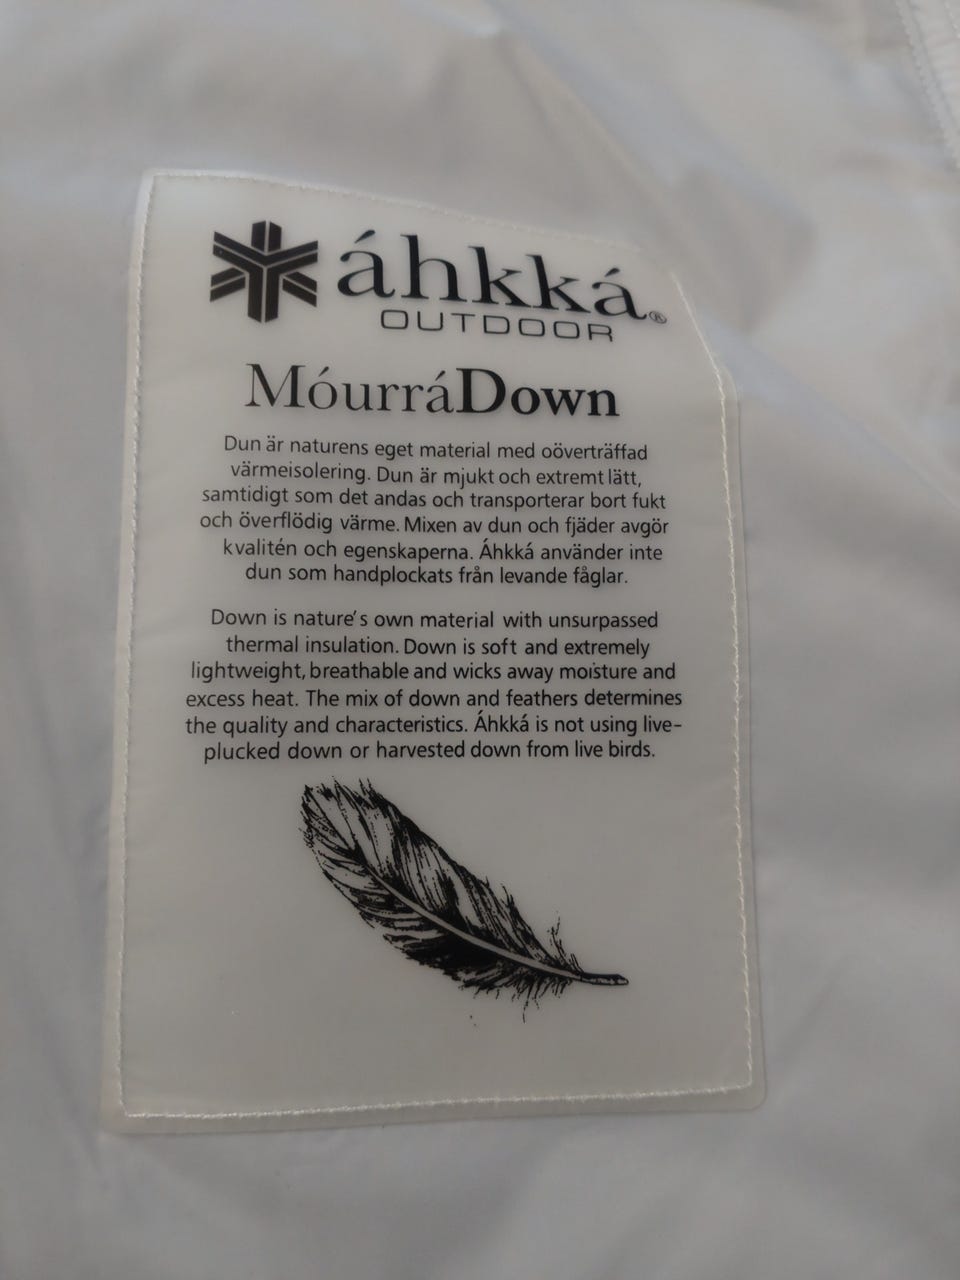 áhkká®
OUTDOOR
MóurráDown
Dun är naturens eget material med oöverträffad
värmeisolering. Dun är mjukt och extremt lätt,
samtidigt som det andas och transporterar bort fukt
och överflödig värme. Mixen av dun och fjäder avgör
kvalitén och egenskaperna. Áhkká använder inte
dun som handplockats från levande fåglar.
Down is nature's own material with unsurpassed
thermal insulation. Down is soft and extremely
lightweight, breathable and wicks away moisture and
excess heat. The mix of down and feathers determines
the quality and characteristics. Áhkká is not using live-
plucked down or harvested down from live birds.